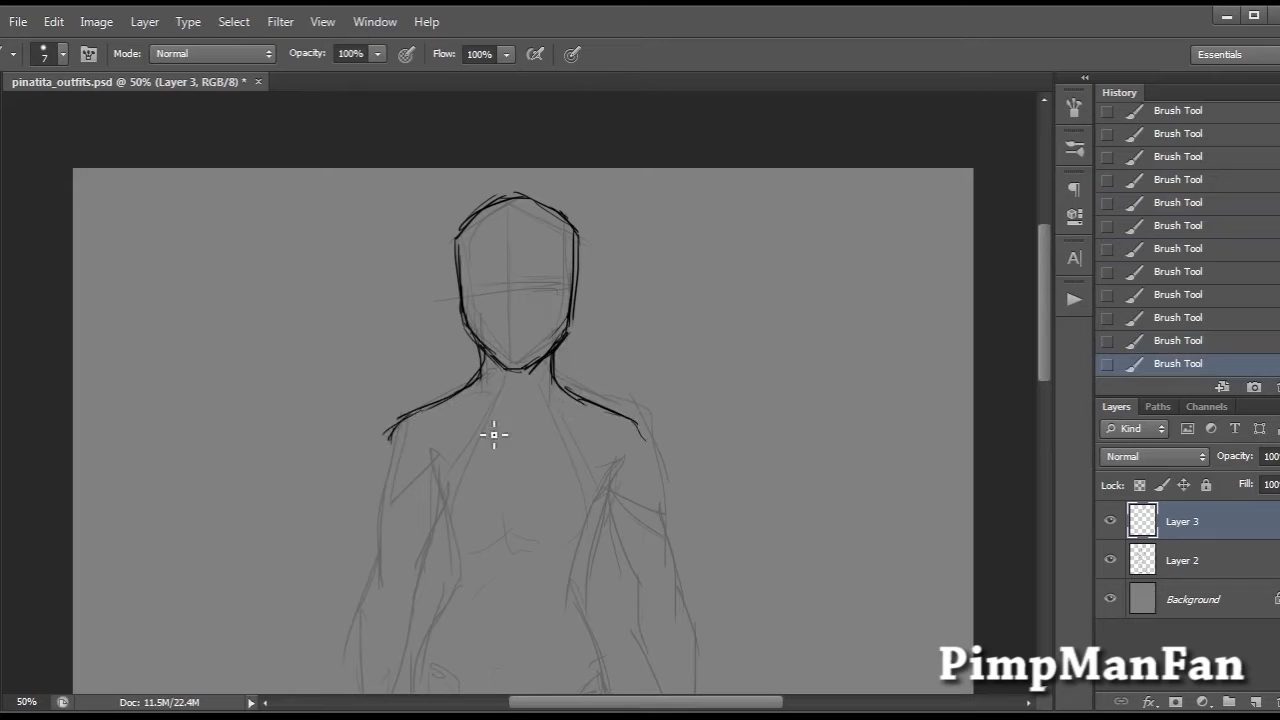 File Edit Image Layer Type Select Filter View Window Help
7 Mode: Normal Opacity: 100% Flow: 100% Essentials
pinatita_outfits.psd @ 50% (Layer 3, RGB/8) * ×
History
Brush Tool
Brush Tool
Brush Tool
Brush Tool
Brush Tool
Brush Tool
Brush Tool
Brush Tool
Brush Tool
Brush Tool
Brush Tool
Brush Tool
Layers Paths Channels
Kind
Normal Opacity: 100
Lock: Fill: 100
Layer 3
Layer 2
Background
PimpManFan
50% Doc: 11.5M/22.4M